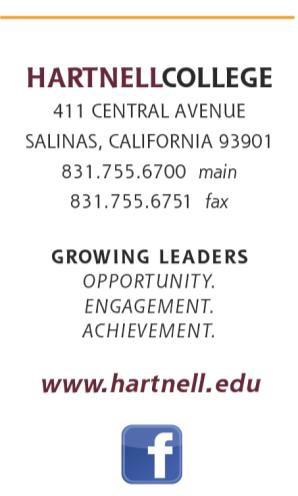 HARTNELLCOLLEGE
411 CENTRAL AVENUE
SALINAS, CALIFORNIA 93901
831.755.6700 main
831.755.6751 fax
GROWING LEADERS
OPPORTUNITY.
ENGAGEMENT.
ACHIEVEMENT.
www.hartnell.edu
f